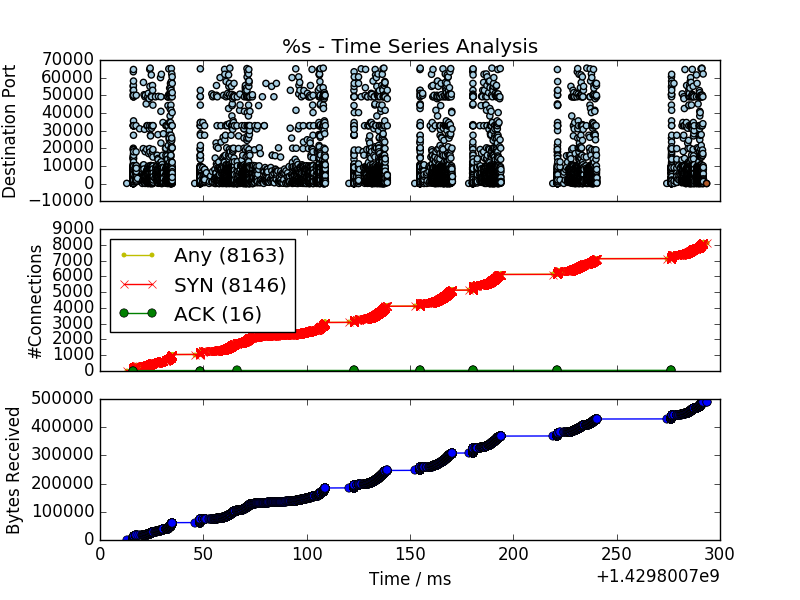 %s - Time Series Analysis
70000
60000
50000
40000
30000
20000
10000
0
−10000
Destination Port
9000
8000
7000
6000
5000
4000
3000
2000
1000
0
#Connections
Any (8163)
SYN (8146)
ACK (16)
500000
400000
300000
200000
100000
0
Bytes Received
0 50 100 150 200 250 300
Time / ms
+1.4298007e9